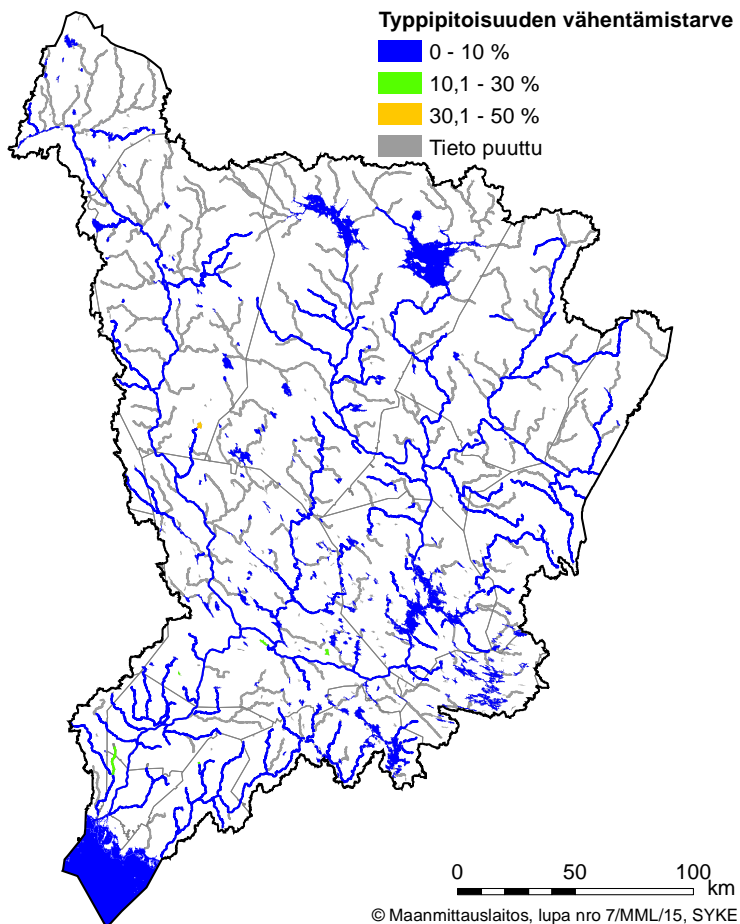 Typpipitoisuuden vähentämistarve
0 - 10 %
10,1 - 30 %
30,1 - 50 %
Tieto puuttu
0 50 100
km
© Maanmittauslaitos, lupa nro 7/MML/15, SYKE